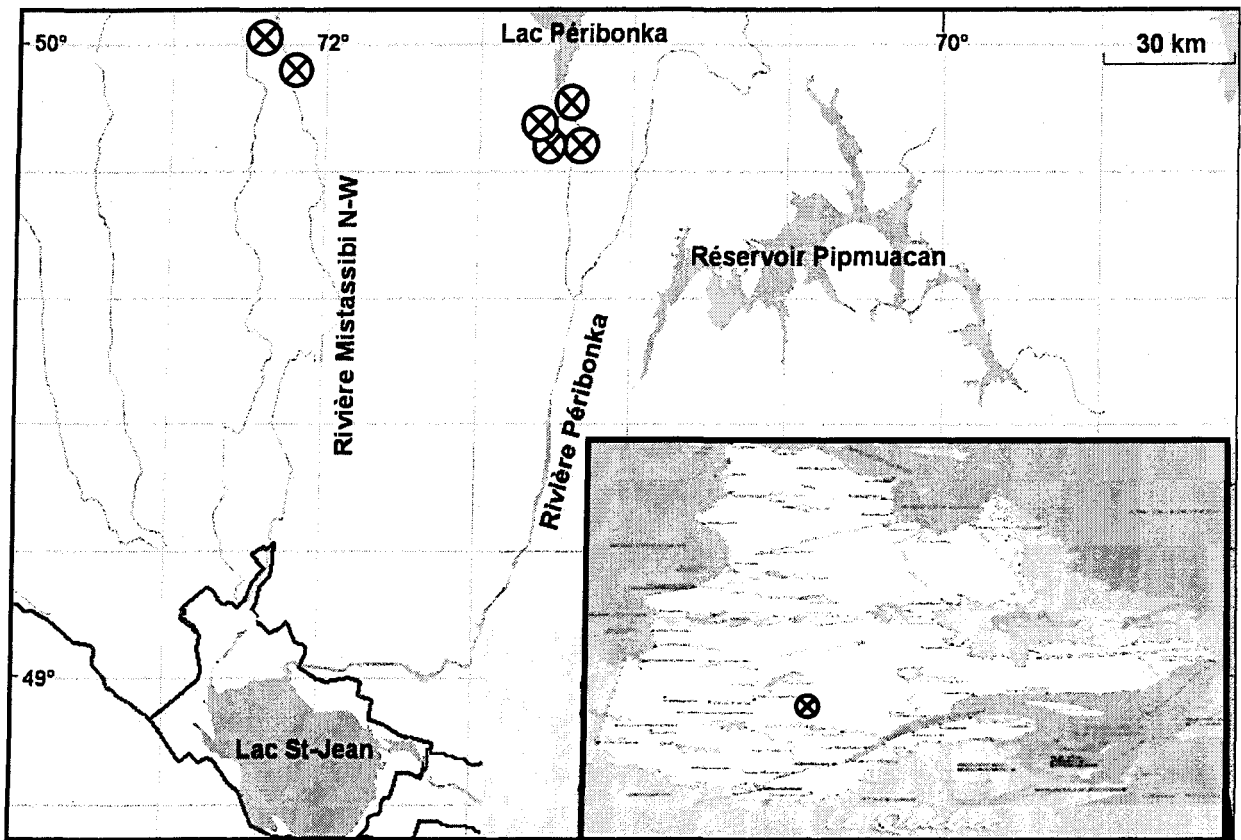 50°
72°
Lac Péribonka
70°
30 km
Rivière Mistassibi N-W
Réservoir Pipmuacan
Rivière Péribonka
49°
Lac St-Jean